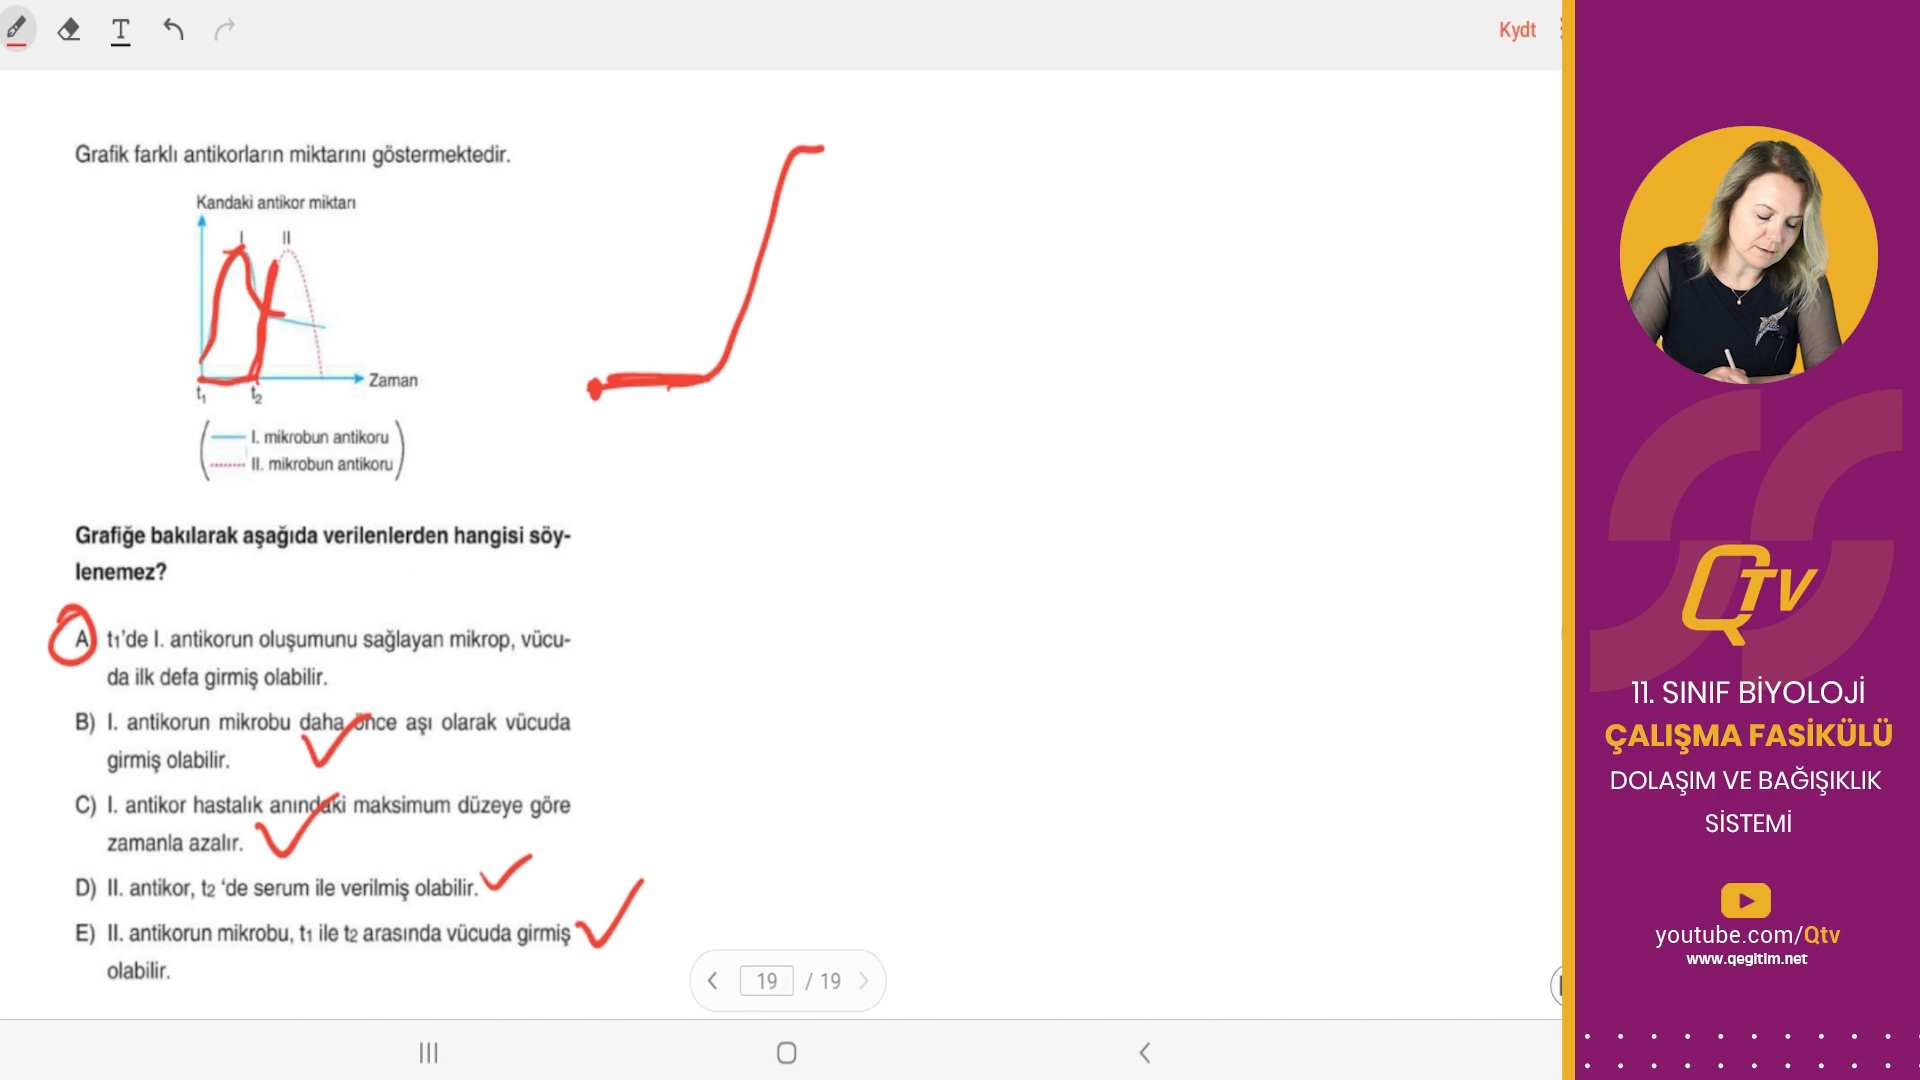 T
Kydt
Grafik farklı antikorların miktarını göstermektedir.
Kandaki antikor miktarı
I
II
Zaman
t1
t2
I. mikrobun antikoru
II. mikrobun antikoru
Grafiğe bakılarak aşağıda verilenlerden hangisi söy-
lenemez?
A) t1'de I. antikorun oluşumunu sağlayan mikrop, vücu-
da ilk defa girmiş olabilir.
B) I. antikorun mikrobu daha önce aşı olarak vücuda
girmiş olabilir.
C) I. antikor hastalık anındaki maksimum düzeye göre
zamanla azalır.
D) II. antikor, t2 'de serum ile verilmiş olabilir.
E) II. antikorun mikrobu, t1 ile t2 arasında vücuda girmiş
olabilir.
19 / 19
QTV
11. SINIF BİYOLOJİ
ÇALIŞMA FASİKÜLÜ
DOLAŞIM VE BAĞIŞIKLIK
SİSTEMİ
youtube.com/Qtv
www.qegitim.net